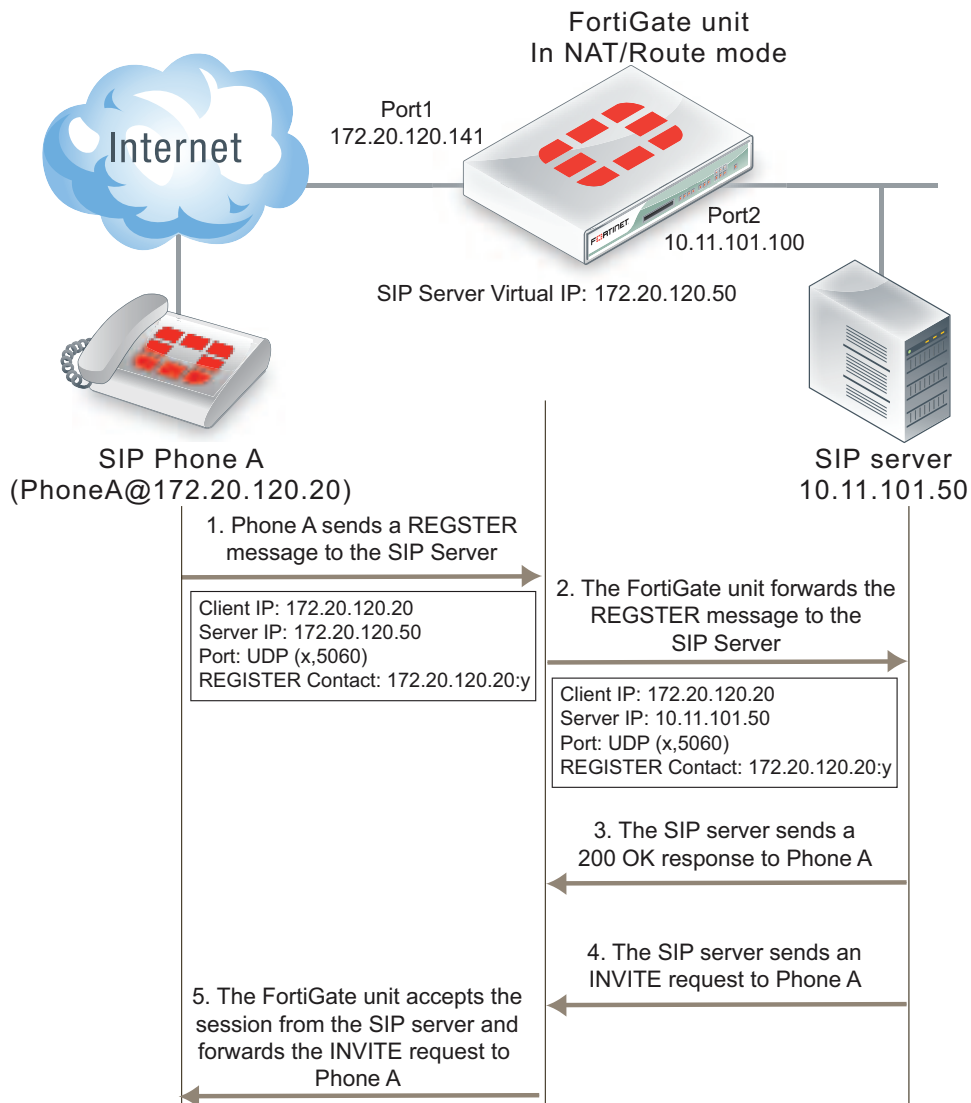 FortiGate unit
In NAT/Route mode
Port1
172.20.120.141
Internet
FORTINET
Port2
10.11.101.100
SIP Server Virtual IP: 172.20.120.50
SIP Phone A
(PhoneA@172.20.120.20)
SIP server
10.11.101.50
1. Phone A sends a REGSTER
message to the SIP Server
Client IP: 172.20.120.20
Server IP: 172.20.120.50
Port: UDP (x,5060)
REGISTER Contact: 172.20.120.20:y
2. The FortiGate unit forwards the
REGSTER message to the
SIP Server
Client IP: 172.20.120.20
Server IP: 10.11.101.50
Port: UDP (x,5060)
REGISTER Contact: 172.20.120.20:y
3. The SIP server sends a
200 OK response to Phone A
4. The SIP server sends an
INVITE request to Phone A
5. The FortiGate unit accepts the
session from the SIP server and
forwards the INVITE request to
Phone A